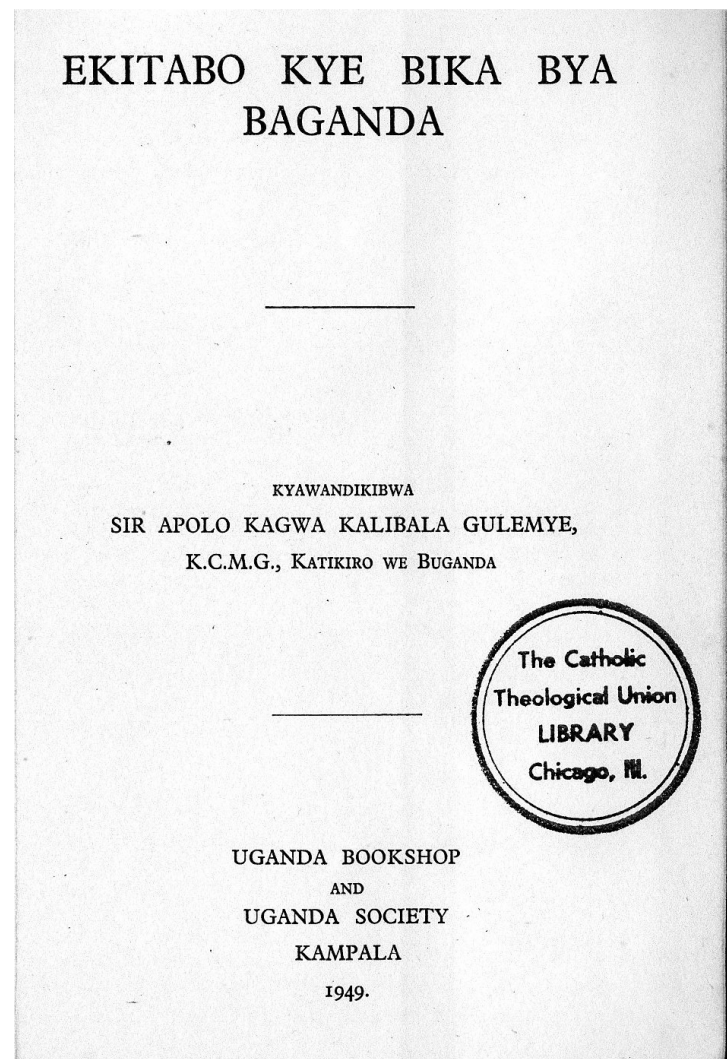 EKITABO KYE BIKA BYA
BAGANDA
KYAWANDIKIBWA
SIR APOLO KAGWA KALIBALA GULEMYE,
K.C.M.G., KATIKIRO WE BUGANDA
The Catholic
Theological Union
LIBRARY
Chicago, Ill.
UGANDA BOOKSHOP
AND
UGANDA SOCIETY
KAMPALA
1949.